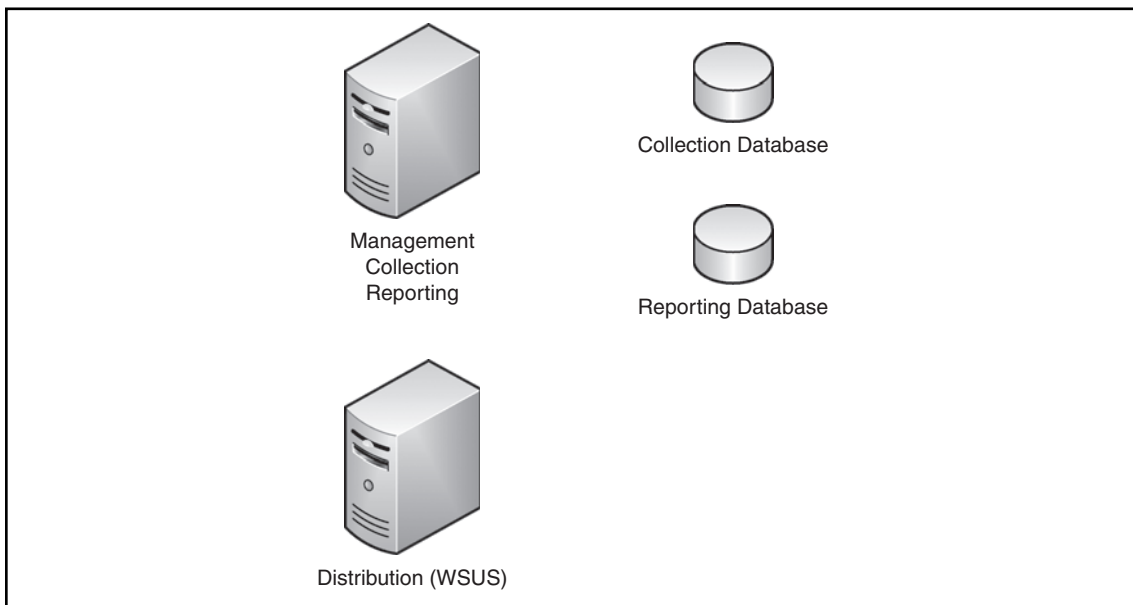 Management
Collection
Reporting
Collection Database
Reporting Database
Distribution (WSUS)